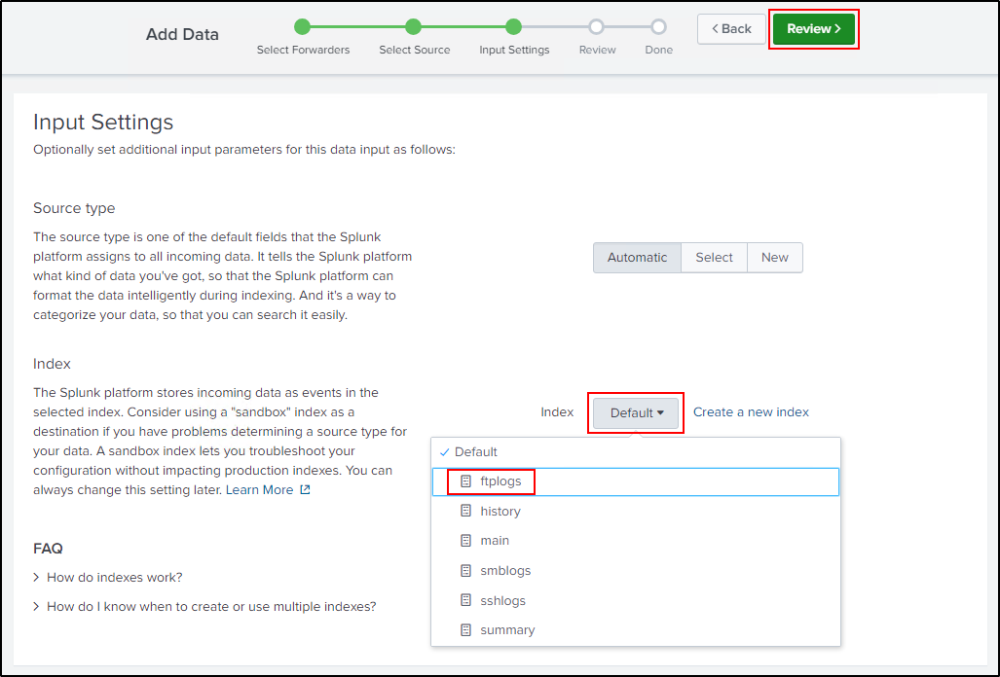 Add Data
Select Forwarders
Select Source
Input Settings
Review
Done
< Back
Review >
Input Settings
Optionally set additional input parameters for this data input as follows:
Source type
The source type is one of the default fields that the Splunk
platform assigns to all incoming data. It tells the Splunk platform
what kind of data you've got, so that the Splunk platform can
format the data intelligently during indexing. And it's a way to
categorize your data, so that you can search it easily.
Automatic
Select
New
Index
The Splunk platform stores incoming data as events in the
selected index. Consider using a "sandbox" index as a
destination if you have problems determining a source type for
your data. A sandbox index lets you troubleshoot your
configuration without impacting production indexes. You can
always change this setting later. Learn More
Index
Default
Create a new index
Default
ftplogs
history
main
smblogs
sshlogs
summary
FAQ
> How do indexes work?
> How do I know when to create or use multiple indexes?